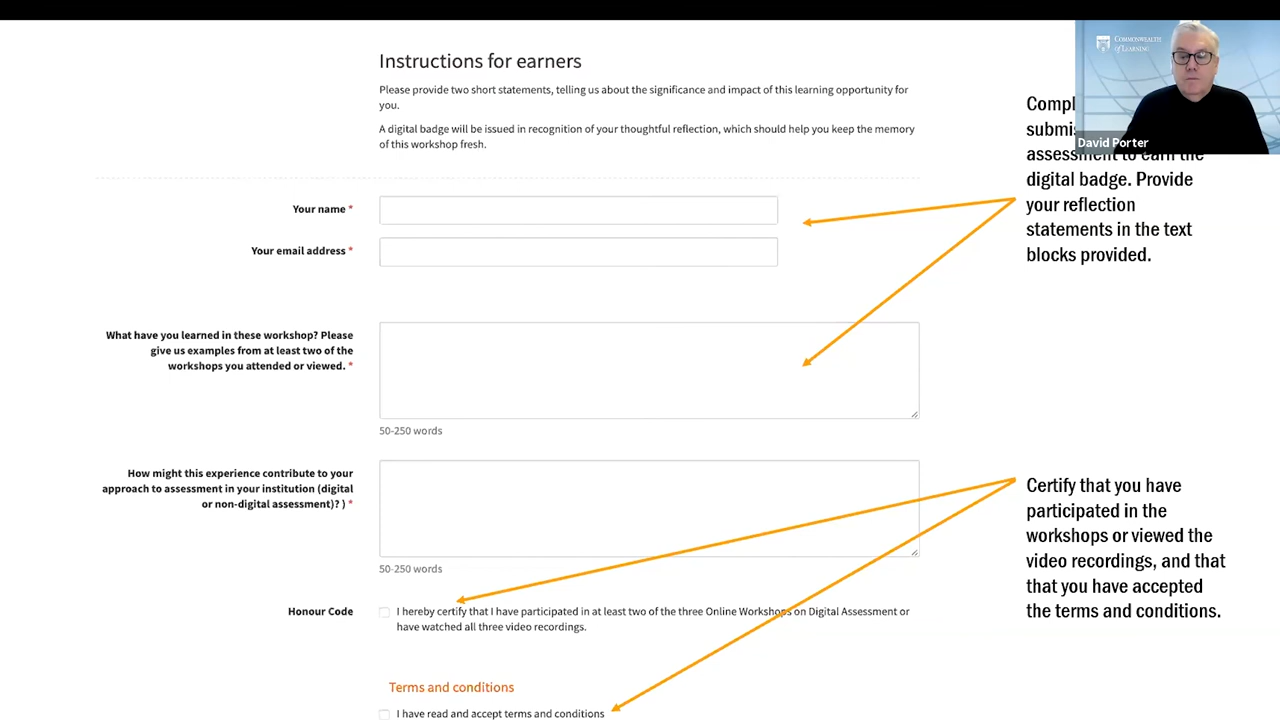 Instructions for earners
Please provide two short statements, telling us about the significance and impact of this learning opportunity for
you.
A digital badge will be issued in recognition of your thoughtful reflection, which should help you keep the memory
of this workshop fresh.
Your name *
Your email address *
What have you learned in these workshop? Please
give us examples from at least two of the
workshops you attended or viewed. *
50-250 words
How might this experience contribute to your
approach to assessment in your institution (digital
or non-digital assessment)? ) *
50-250 words
Honour Code
I hereby certify that I have participated in at least two of the three Online Workshops on Digital Assessment or
have watched all three video recordings.
Terms and conditions
I have read and accept terms and conditions
COMMONWEALTH
of LEARNING
David Porter
assessment to earn the
digital badge. Provide
your reflection
statements in the text
blocks provided.
Certify that you have
participated in the
workshops or viewed the
video recordings, and that
that you have accepted
the terms and conditions.